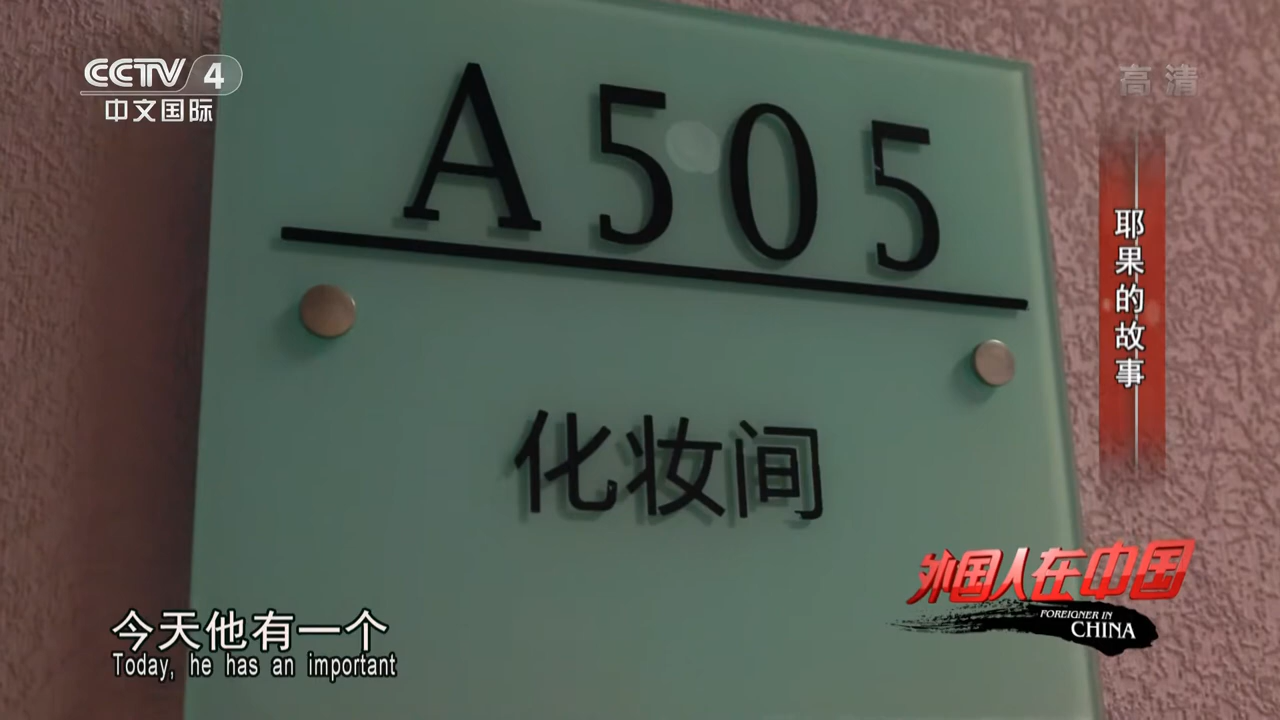 CCTV 4
中文国际
高清
A505
化妆间
耶果的故事
外国人在中国
FOREIGNER IN
CHINA
今天他有一个
Today, he has an important